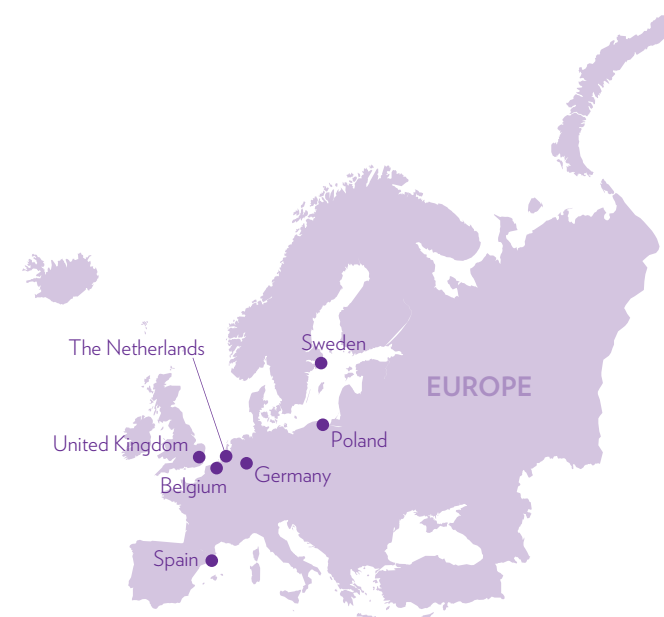 Sweden
The Netherlands
EUROPE
Poland
United Kingdom
Germany
Belgium
Spain